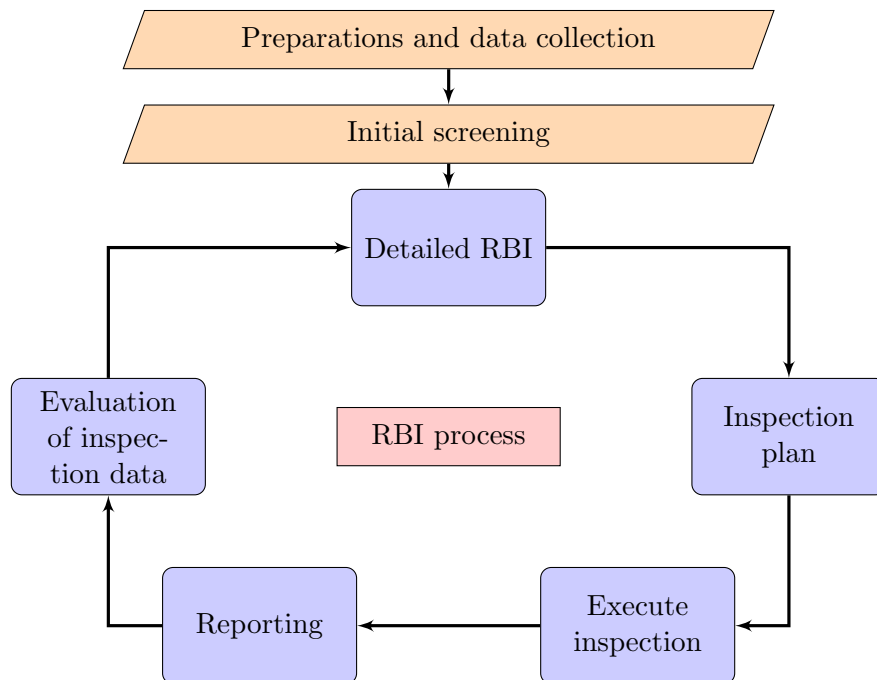 Preparations and data collection
Initial screening
Detailed RBI
Evaluation
of inspec-
tion data
RBI process
Inspection
plan
Reporting
Execute
inspection